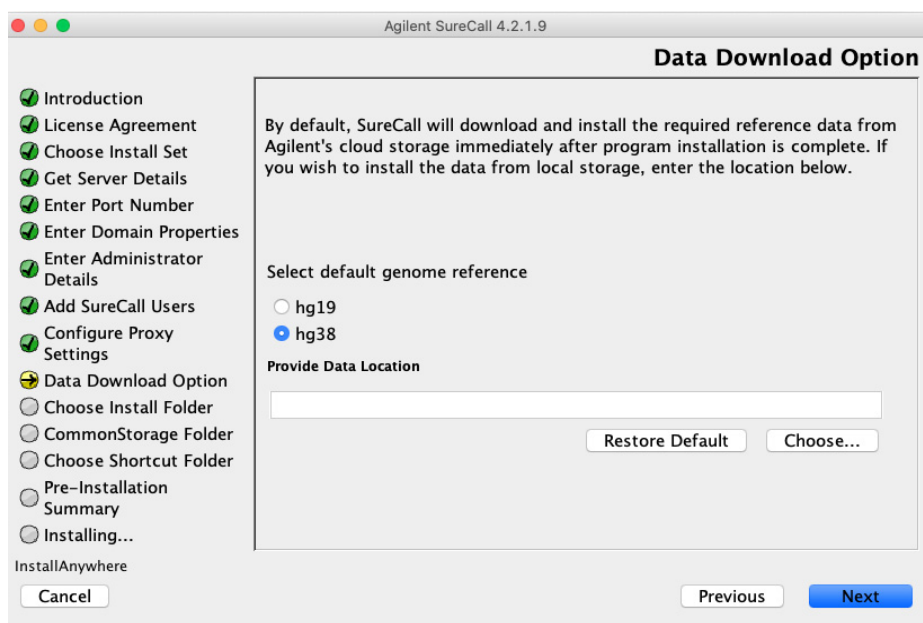 Agilent SureCall 4.2.1.9
Data Download Option
Introduction
License Agreement
Choose Install Set
Get Server Details
Enter Port Number
Enter Domain Properties
Enter Administrator
Details
Add SureCall Users
Configure Proxy
Settings
Data Download Option
Choose Install Folder
CommonStorage Folder
Choose Shortcut Folder
Pre-Installation
Summary
Installing...
By default, SureCall will download and install the required reference data from
Agilent's cloud storage immediately after program installation is complete. If
you wish to install the data from local storage, enter the location below.
Select default genome reference
hg19
hg38
Provide Data Location
Restore Default
Choose...
InstallAnywhere
Cancel
Previous
Next